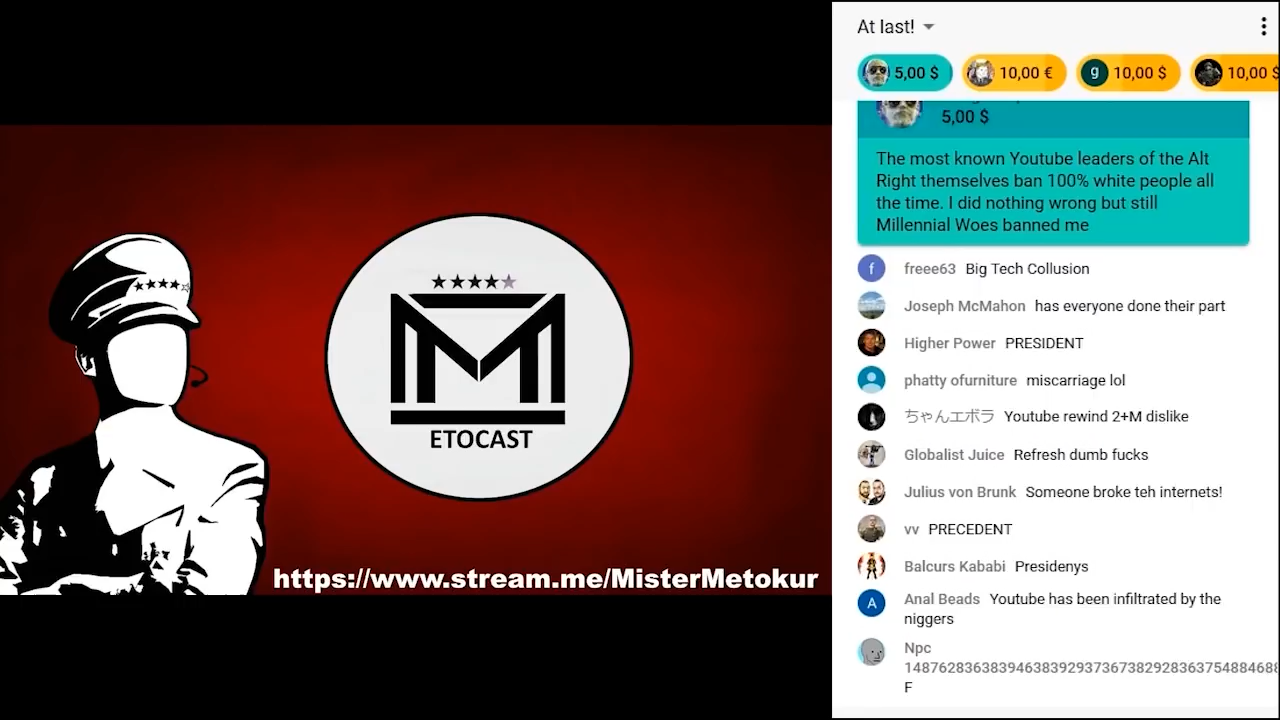 At last!
5,00 $
10,00 €
g
10,00 $
10,00 $
5,00 $
The most known Youtube leaders of the Alt
Right themselves ban 100% white people all
the time. I did nothing wrong but still
Millennial Woes banned me
f freee63 Big Tech Collusion
Joseph McMahon has everyone done their part
Higher Power PRESIDENT
phatty ofurniture miscarriage lol
ちゃんエボラ Youtube rewind 2+M dislike
Globalist Juice Refresh dumb fucks
Julius von Brunk Someone broke teh internets!
vv PRECEDENT
Balcurs Kababi Presidenys
A Anal Beads Youtube has been infiltrated by the
niggers
Npc
F
M
ETOCAST
https://www.stream.me/MisterMetokur